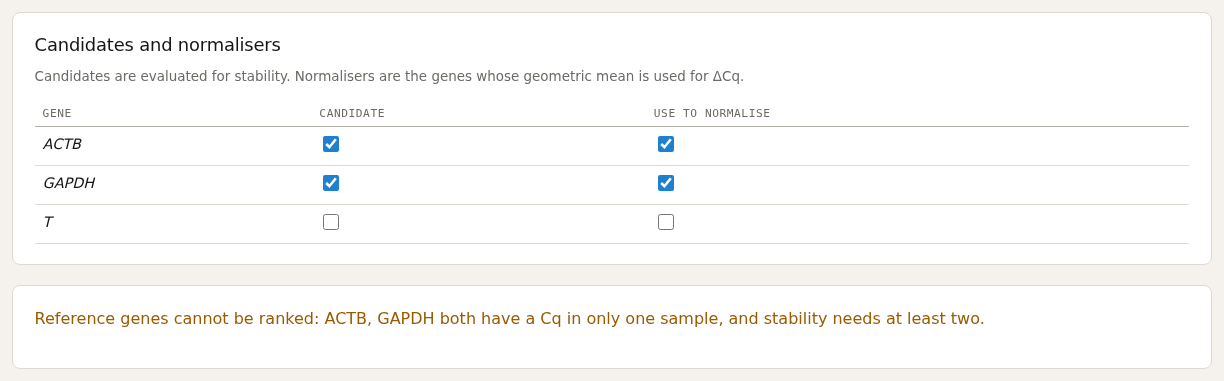 Candidates and normalisers
Candidates are evaluated for stability. Normalisers are the genes whose geometric mean is used for ΔCq.
GENE CANDIDATE USE TO NORMALISE
ACTB
GAPDH
T
Reference genes cannot be ranked: ACTB, GAPDH both have a Cq in only one sample, and stability needs at least two.